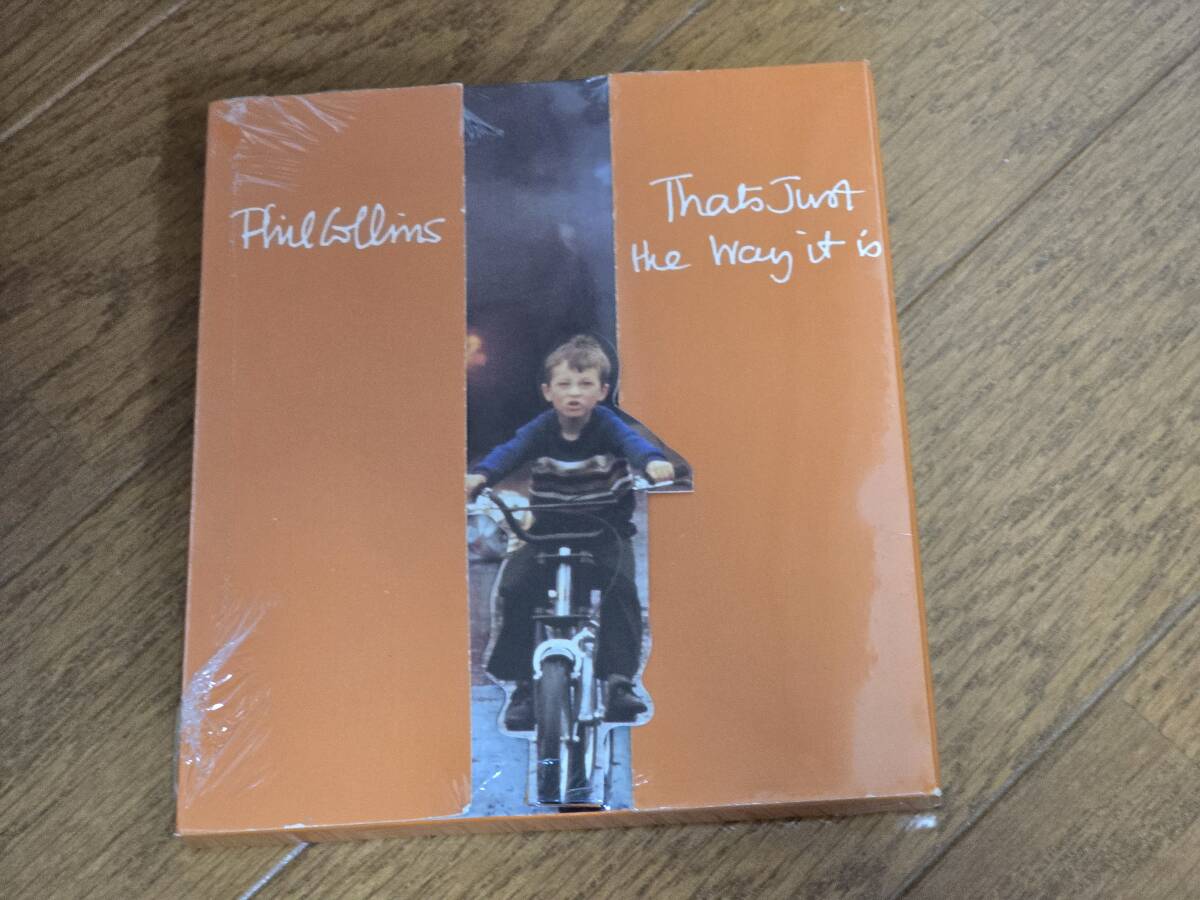 Phil Collins
Thats Just
the Way it is